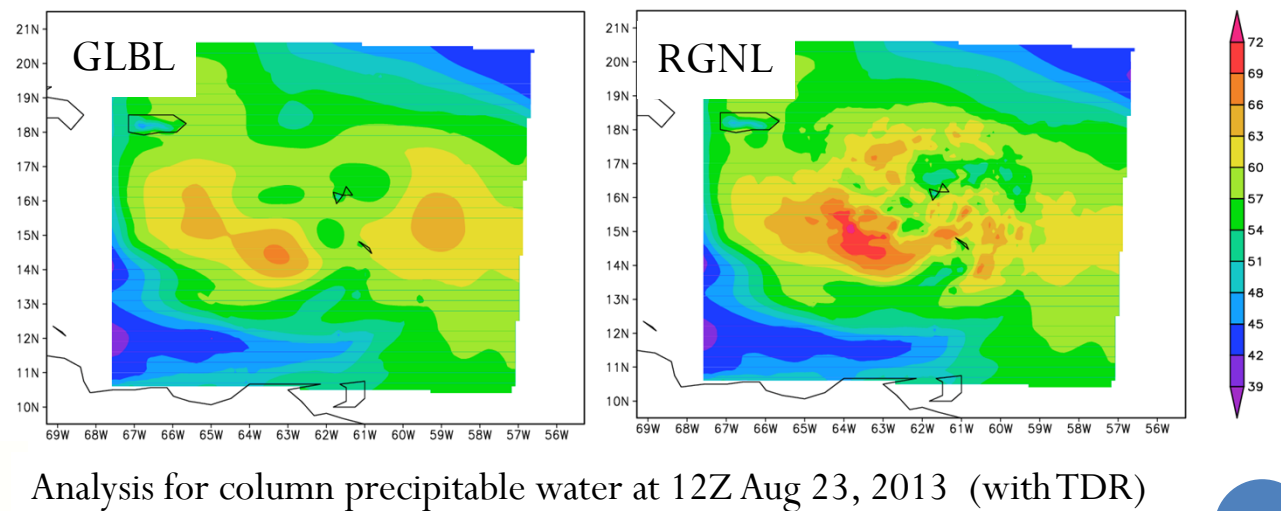 GLBL
21N
20N
19N
18N
17N
16N
15N
14N
13N
12N
11N
10N
69W 68W 67W 66W 65W 64W 63W 62W 61W 60W 59W 58W 57W 56W
RGNL
21N
20N
19N
18N
17N
16N
15N
14N
13N
12N
11N
10N
69W 68W 67W 66W 65W 64W 63W 62W 61W 60W 59W 58W 57W 56W
72
69
66
63
60
57
54
51
48
45
42
39
Analysis for column precipitable water at 12Z Aug 23, 2013 (with TDR)